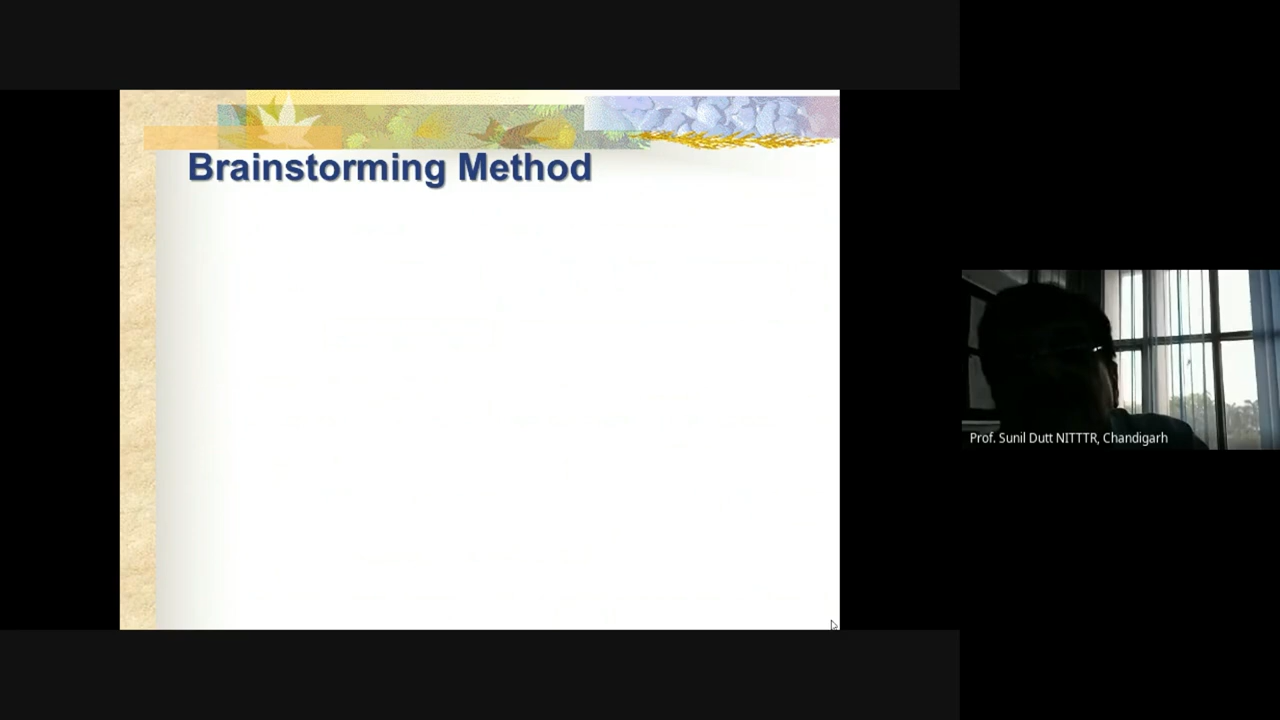 Brainstorming Method
Prof. Sunil Dutt NITTTR, Chandigarh